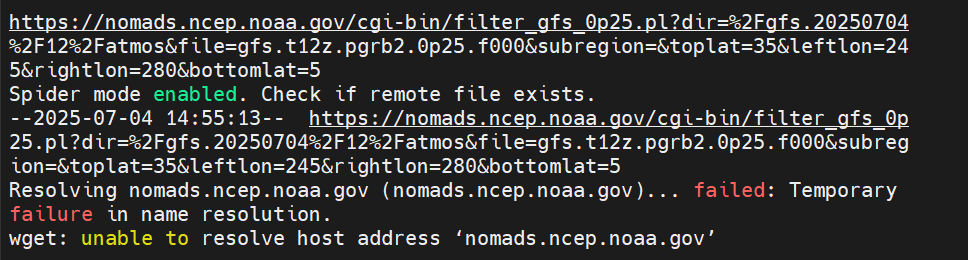 https://nomads.ncep.noaa.gov/cgi-bin/filter_gfs_0p25.pl?dir=%2Fgfs.20250704
%2F12%2Fatmos&file=gfs.t12z.pgrb2.0p25.f000&subregion=&toplat=35&leftlon=24
5&rightlon=280&bottomlat=5
Spider mode enabled. Check if remote file exists.
--2025-07-04 14:55:13--  https://nomads.ncep.noaa.gov/cgi-bin/filter_gfs_0p
25.pl?dir=%2Fgfs.20250704%2F12%2Fatmos&file=gfs.t12z.pgrb2.0p25.f000&subreg
ion=&toplat=35&leftlon=245&rightlon=280&bottomlat=5
Resolving nomads.ncep.noaa.gov (nomads.ncep.noaa.gov)... failed: Temporary
failure in name resolution.
wget: unable to resolve host address ‘nomads.ncep.noaa.gov’